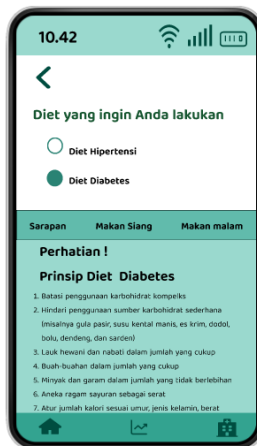 10.42
Diet yang ingin Anda lakukan
Diet Hipertensi
Diet Diabetes
Sarapan Makan Siang Makan malam
Perhatian !
Prinsip Diet Diabetes
1. Batasi penggunaan karbohidrat kompelks
2. Hindari penggunaan sumber karbohidrat sederhana
(misalnya gula pasir, susu kental manis, es krim, dodol,
bolu, dendeng, dan sarden)
3. Lauk hewani dan nabati dalam jumlah yang cukup
4. Buah-buahan dalam jumlah yang cukup
5. Minyak dan garam dalam jumlah yang tidak berlebihan
6. Aneka ragam sayuran sebagai serat
7. Atur jumlah kalori sesuai umur, jenis kelamin, berat